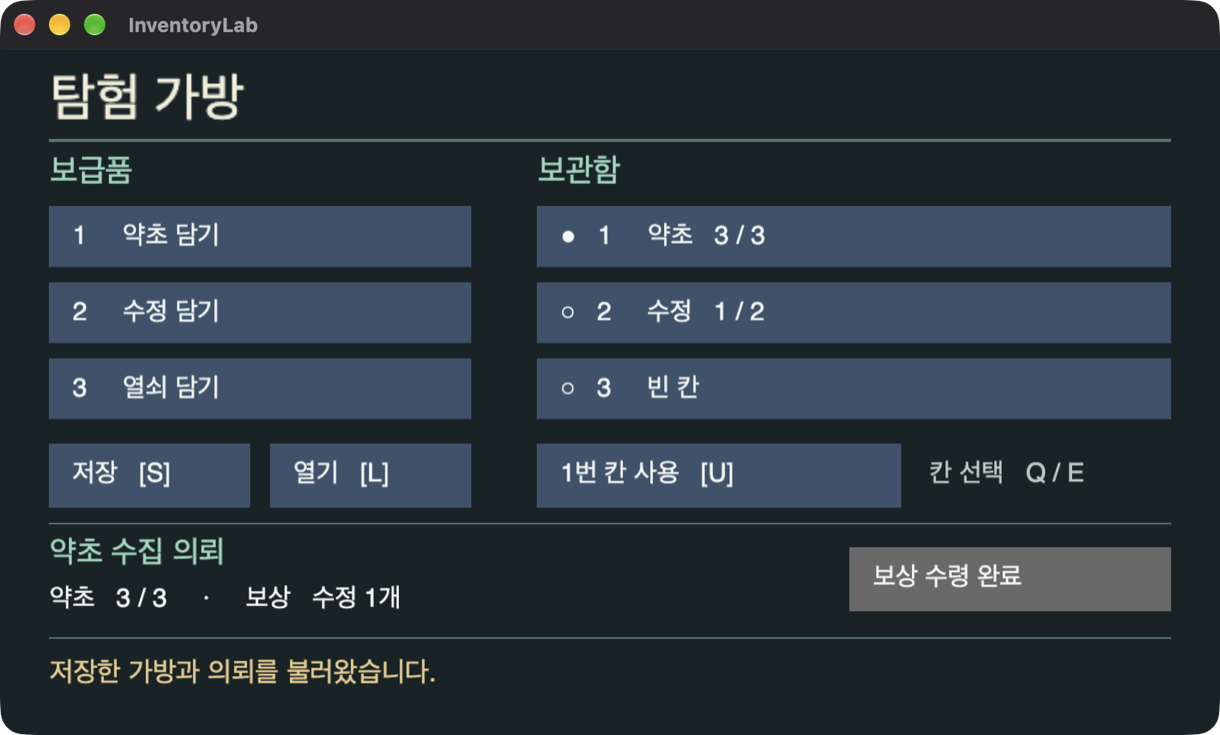 InventoryLab
탐험 가방
보급품
1 약초 담기
2 수정 담기
3 열쇠 담기
저장 [S]
열기 [L]
보관함
● 1 약초 3 / 3
○ 2 수정 1 / 2
○ 3 빈 칸
1번 칸 사용 [U]
칸 선택 Q / E
약초 수집 의뢰
약초 3 / 3 · 보상 수정 1개
보상 수령 완료
저장한 가방과 의뢰를 불러왔습니다.